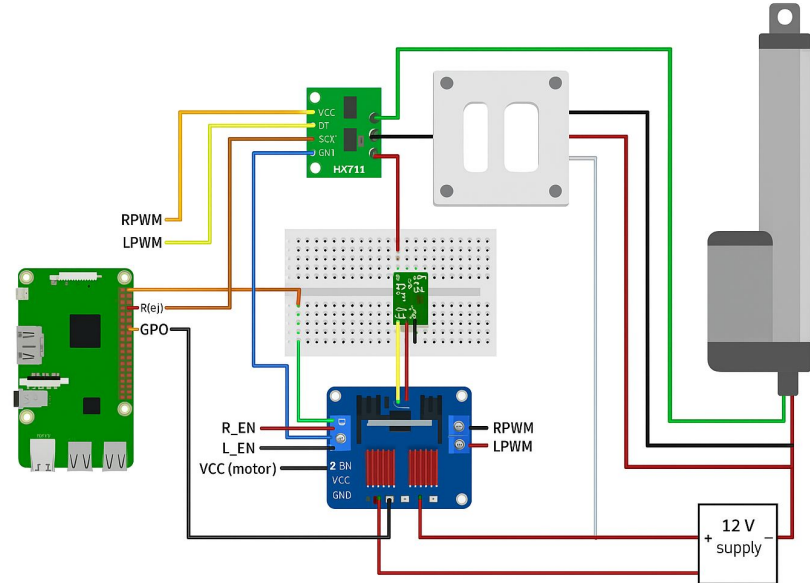 VCC
DT
SCX
GN1
HX711
RPWM
LPWM
R(ej)
GPO
R_EN
L_EN
VCC (motor)
D
2 BN
VCC
GND
RPWM
LPWM
12 V
+ supply −